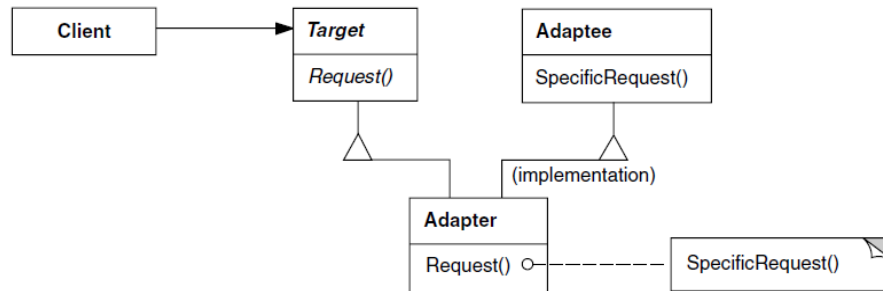 Client
Target
Request()
Adaptee
SpecificRequest()
(implementation)
Adapter
Request()
SpecificRequest()